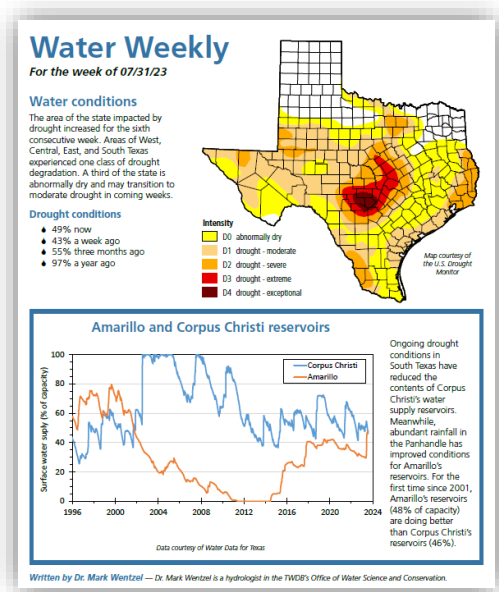 Water Weekly
For the week of 07/31/23
Water conditions
The area of the state impacted by
drought increased for the sixth
consecutive week. Areas of West,
Central, East, and South Texas
experienced one class of drought
degradation. A third of the state is
abnormally dry and may transition to
moderate drought in coming weeks.
Drought conditions
49% now
43% a week ago
55% three months ago
97% a year ago
Intensity
D0 abnormally dry
D1 drought - moderate
D2 drought - severe
D3 drought - extreme
D4 drought - exceptional
Map courtesy of
the U.S. Drought
Monitor
Amarillo and Corpus Christi reservoirs
Surface water suply (% of capacity)
100
80
60
40
20
0
1996 2000 2004 2008 2012 2016 2020 2024
Corpus Christi
Amarillo
Data courtesy of Water Data for Texas
Ongoing drought
conditions in
South Texas have
reduced the
contents of Corpus
Christi's water
supply reservoirs.
Meanwhile,
abundant rainfall in
the Panhandle has
improved conditions
for Amarillo's
reservoirs. For the
first time since 2001,
Amarillo's reservoirs
(48% of capacity)
are doing better
than Corpus Christi's
reservoirs (46%).
Written by Dr. Mark Wentzel — Dr. Mark Wentzel is a hydrologist in the TWDB's Office of Water Science and Conservation.